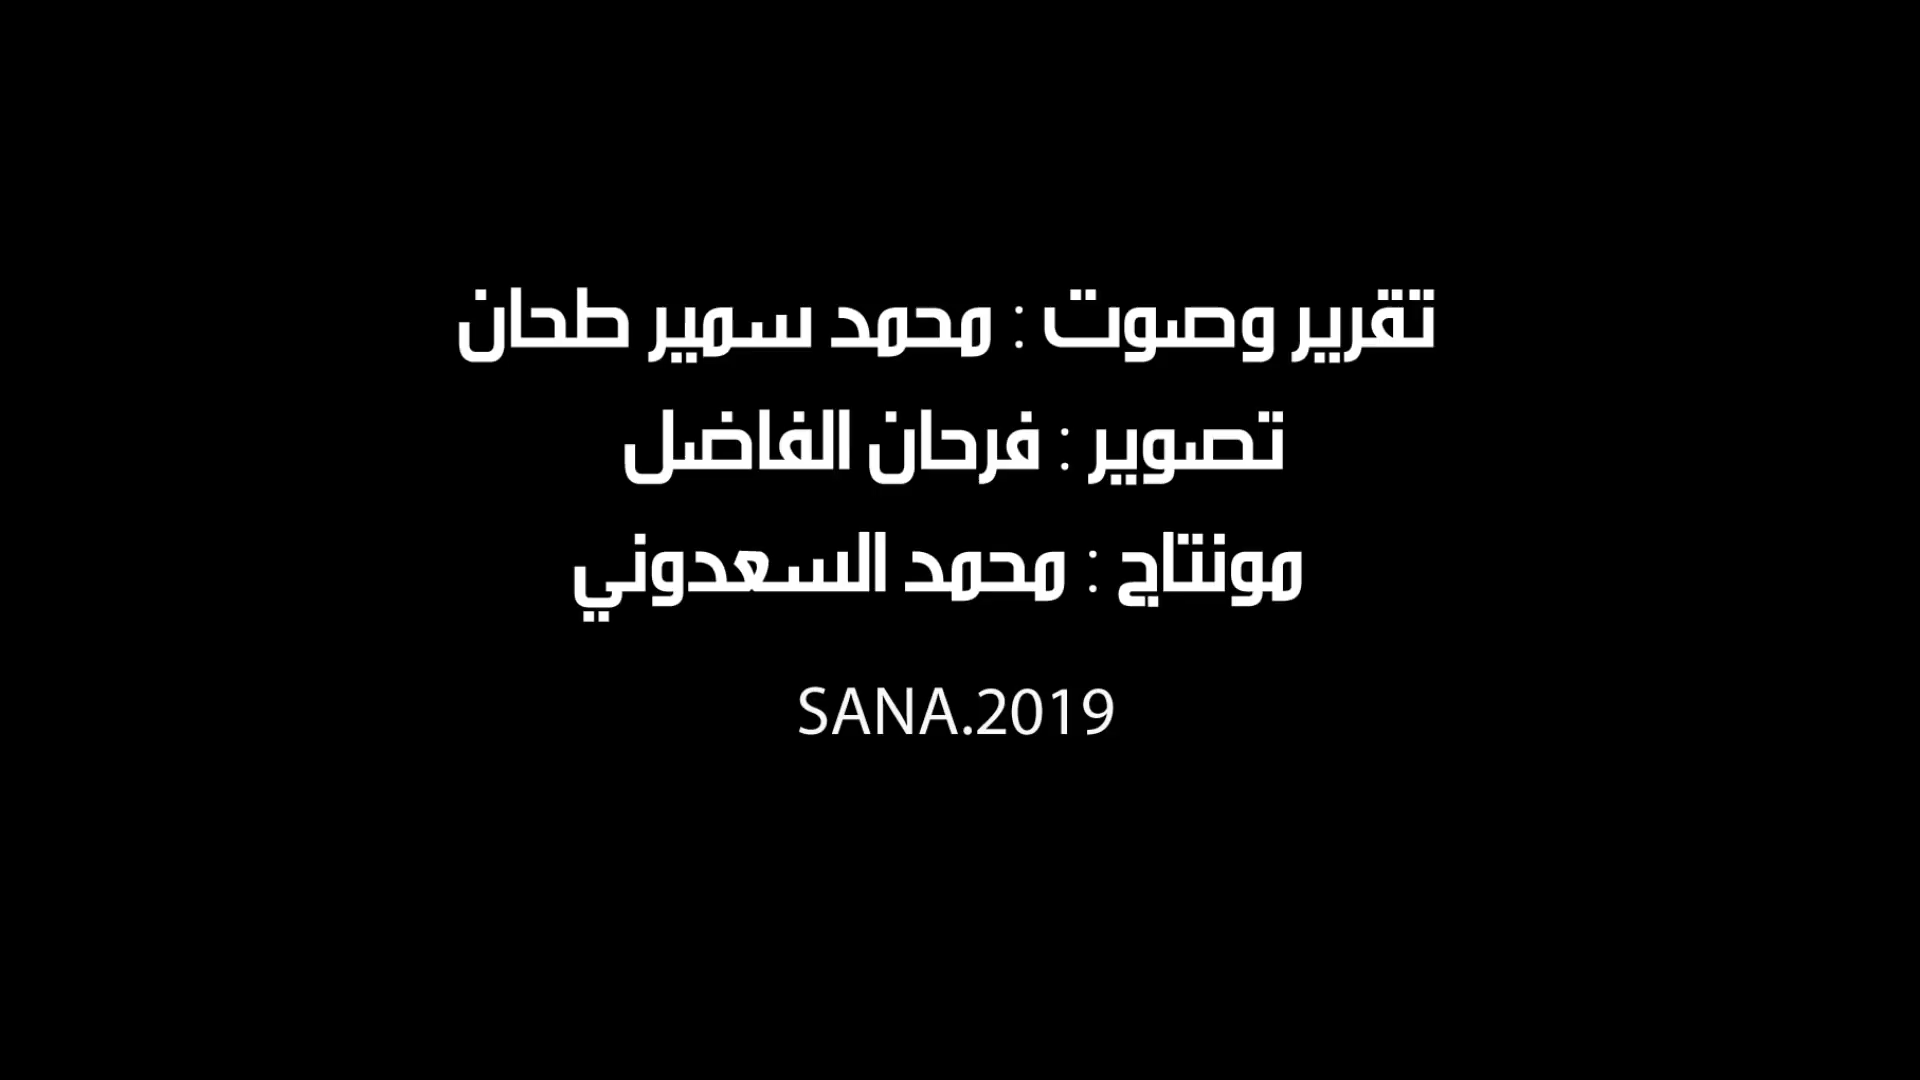 تقرير وصوت : محمد سمير طحان
تصوير : فرحان الفاضل
مونتاج : محمد السعدوني
SANA.2019